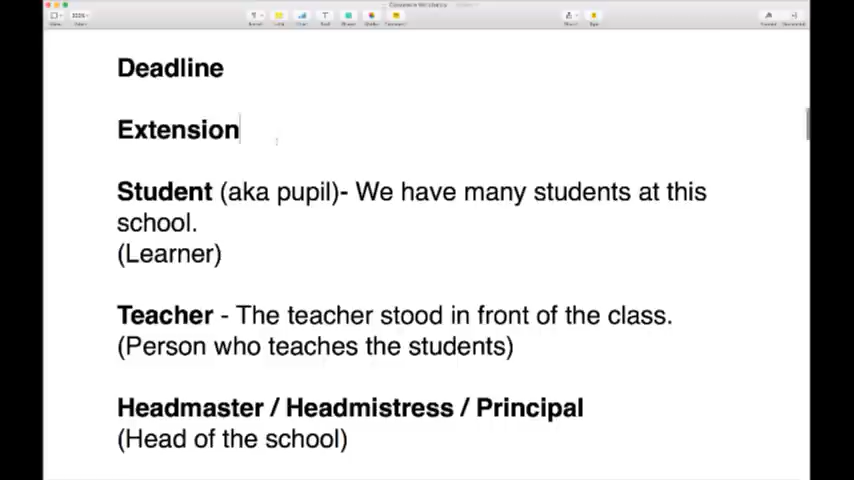 Deadline
Extension
Student (aka pupil)- We have many students at this
school.
(Learner)
Teacher - The teacher stood in front of the class.
(Person who teaches the students)
Headmaster / Headmistress / Principal
(Head of the school)